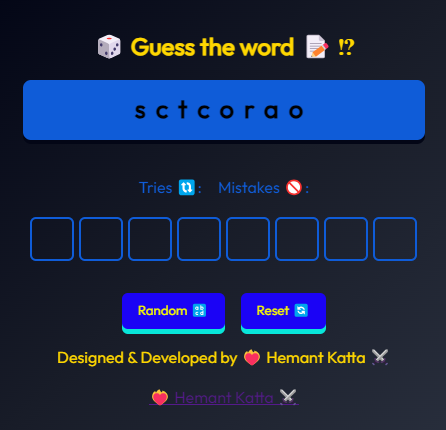 🎲 Guess the word 📝 ⁉
s c t c o r a o
Tries 🔃: Mistakes 🚫:
Random 🔠 Reset 🔄
Designed & Developed by ❤️‍🔥 Hemant Katta ⚔️
❤️‍🔥 Hemant Katta ⚔️